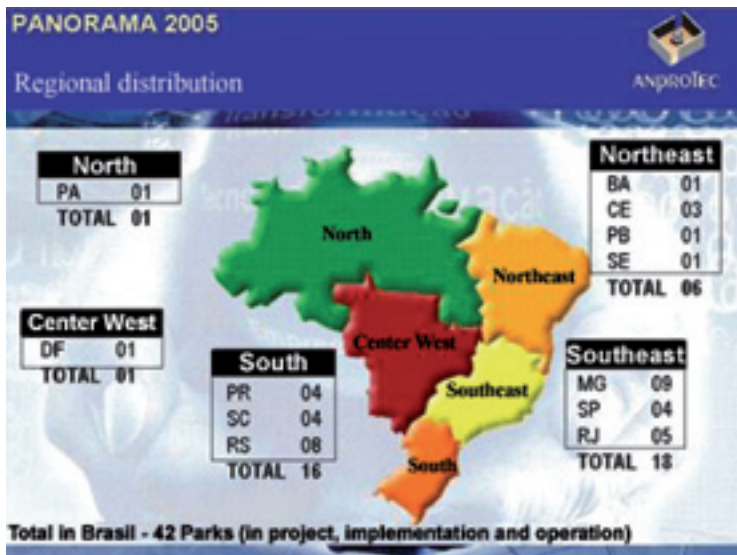 PANORAMA 2005
Regional distribution
ANPROTEC
North
PA 01
TOTAL 01
Northeast
BA 01
CE 03
PB 01
SE 01
TOTAL 06
Center West
DF 01
TOTAL 01
South
PR 04
SC 04
RS 08
TOTAL 16
Southeast
MG 09
SP 04
RJ 05
TOTAL 18
North
Northeast
Center West
Southeast
South
Total in Brasil - 42 Parks (in project, implementation and operation)